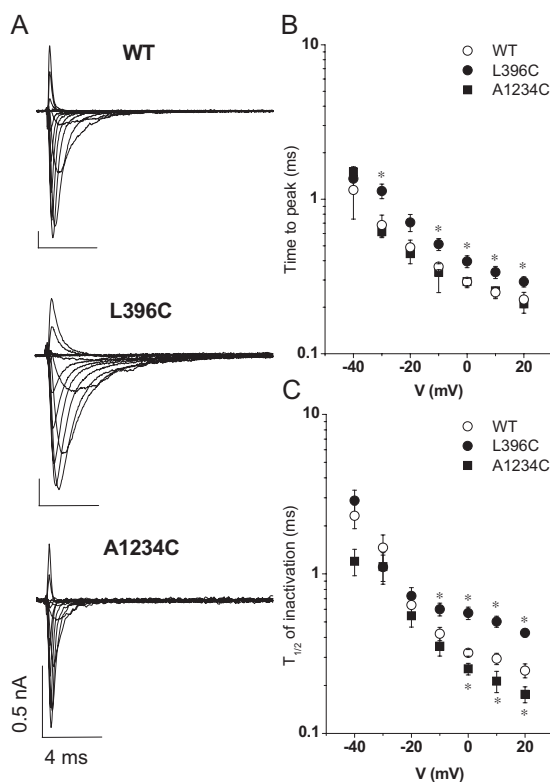 A
WT
L396C
A1234C
0.5 nA
4 ms
B
10
WT
L396C
A1234C
Time to peak (ms)
1
0.1
*
*
*
*
*
-40
-20
0
20
V (mV)
C
10
WT
L396C
A1234C
T1/2 of inactivation (ms)
1
0.1
*
*
*
*
*
*
*
-40
-20
0
20
V (mV)